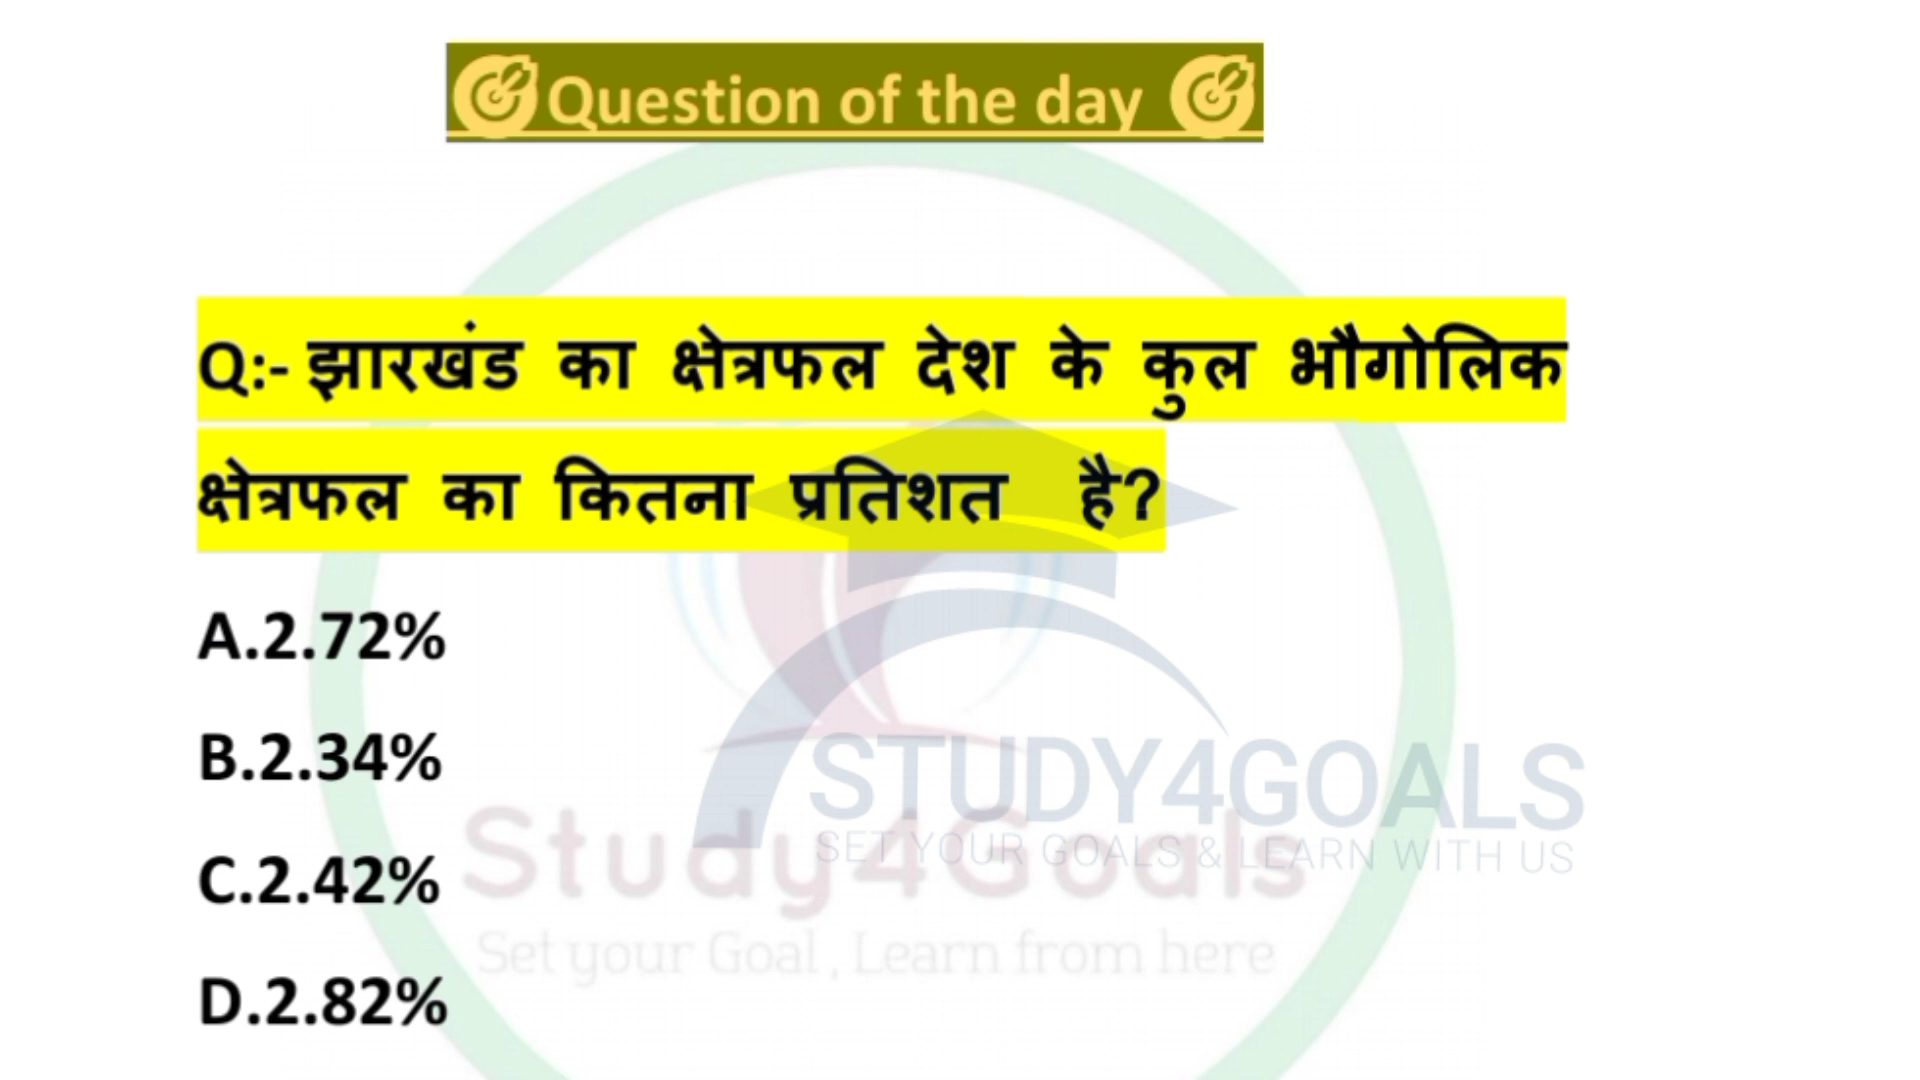 Question of the day
Q:- झारखंड का क्षेत्रफल देश के कुल भौगोलिक
क्षेत्रफल का कितना प्रतिशत है?
A.2.72%
B.2.34%
C.2.42%
D.2.82%
STUDY4GOALS
SET YOUR GOALS & LEARN WITH US
Study4Goals
Set your Goal, Learn from here